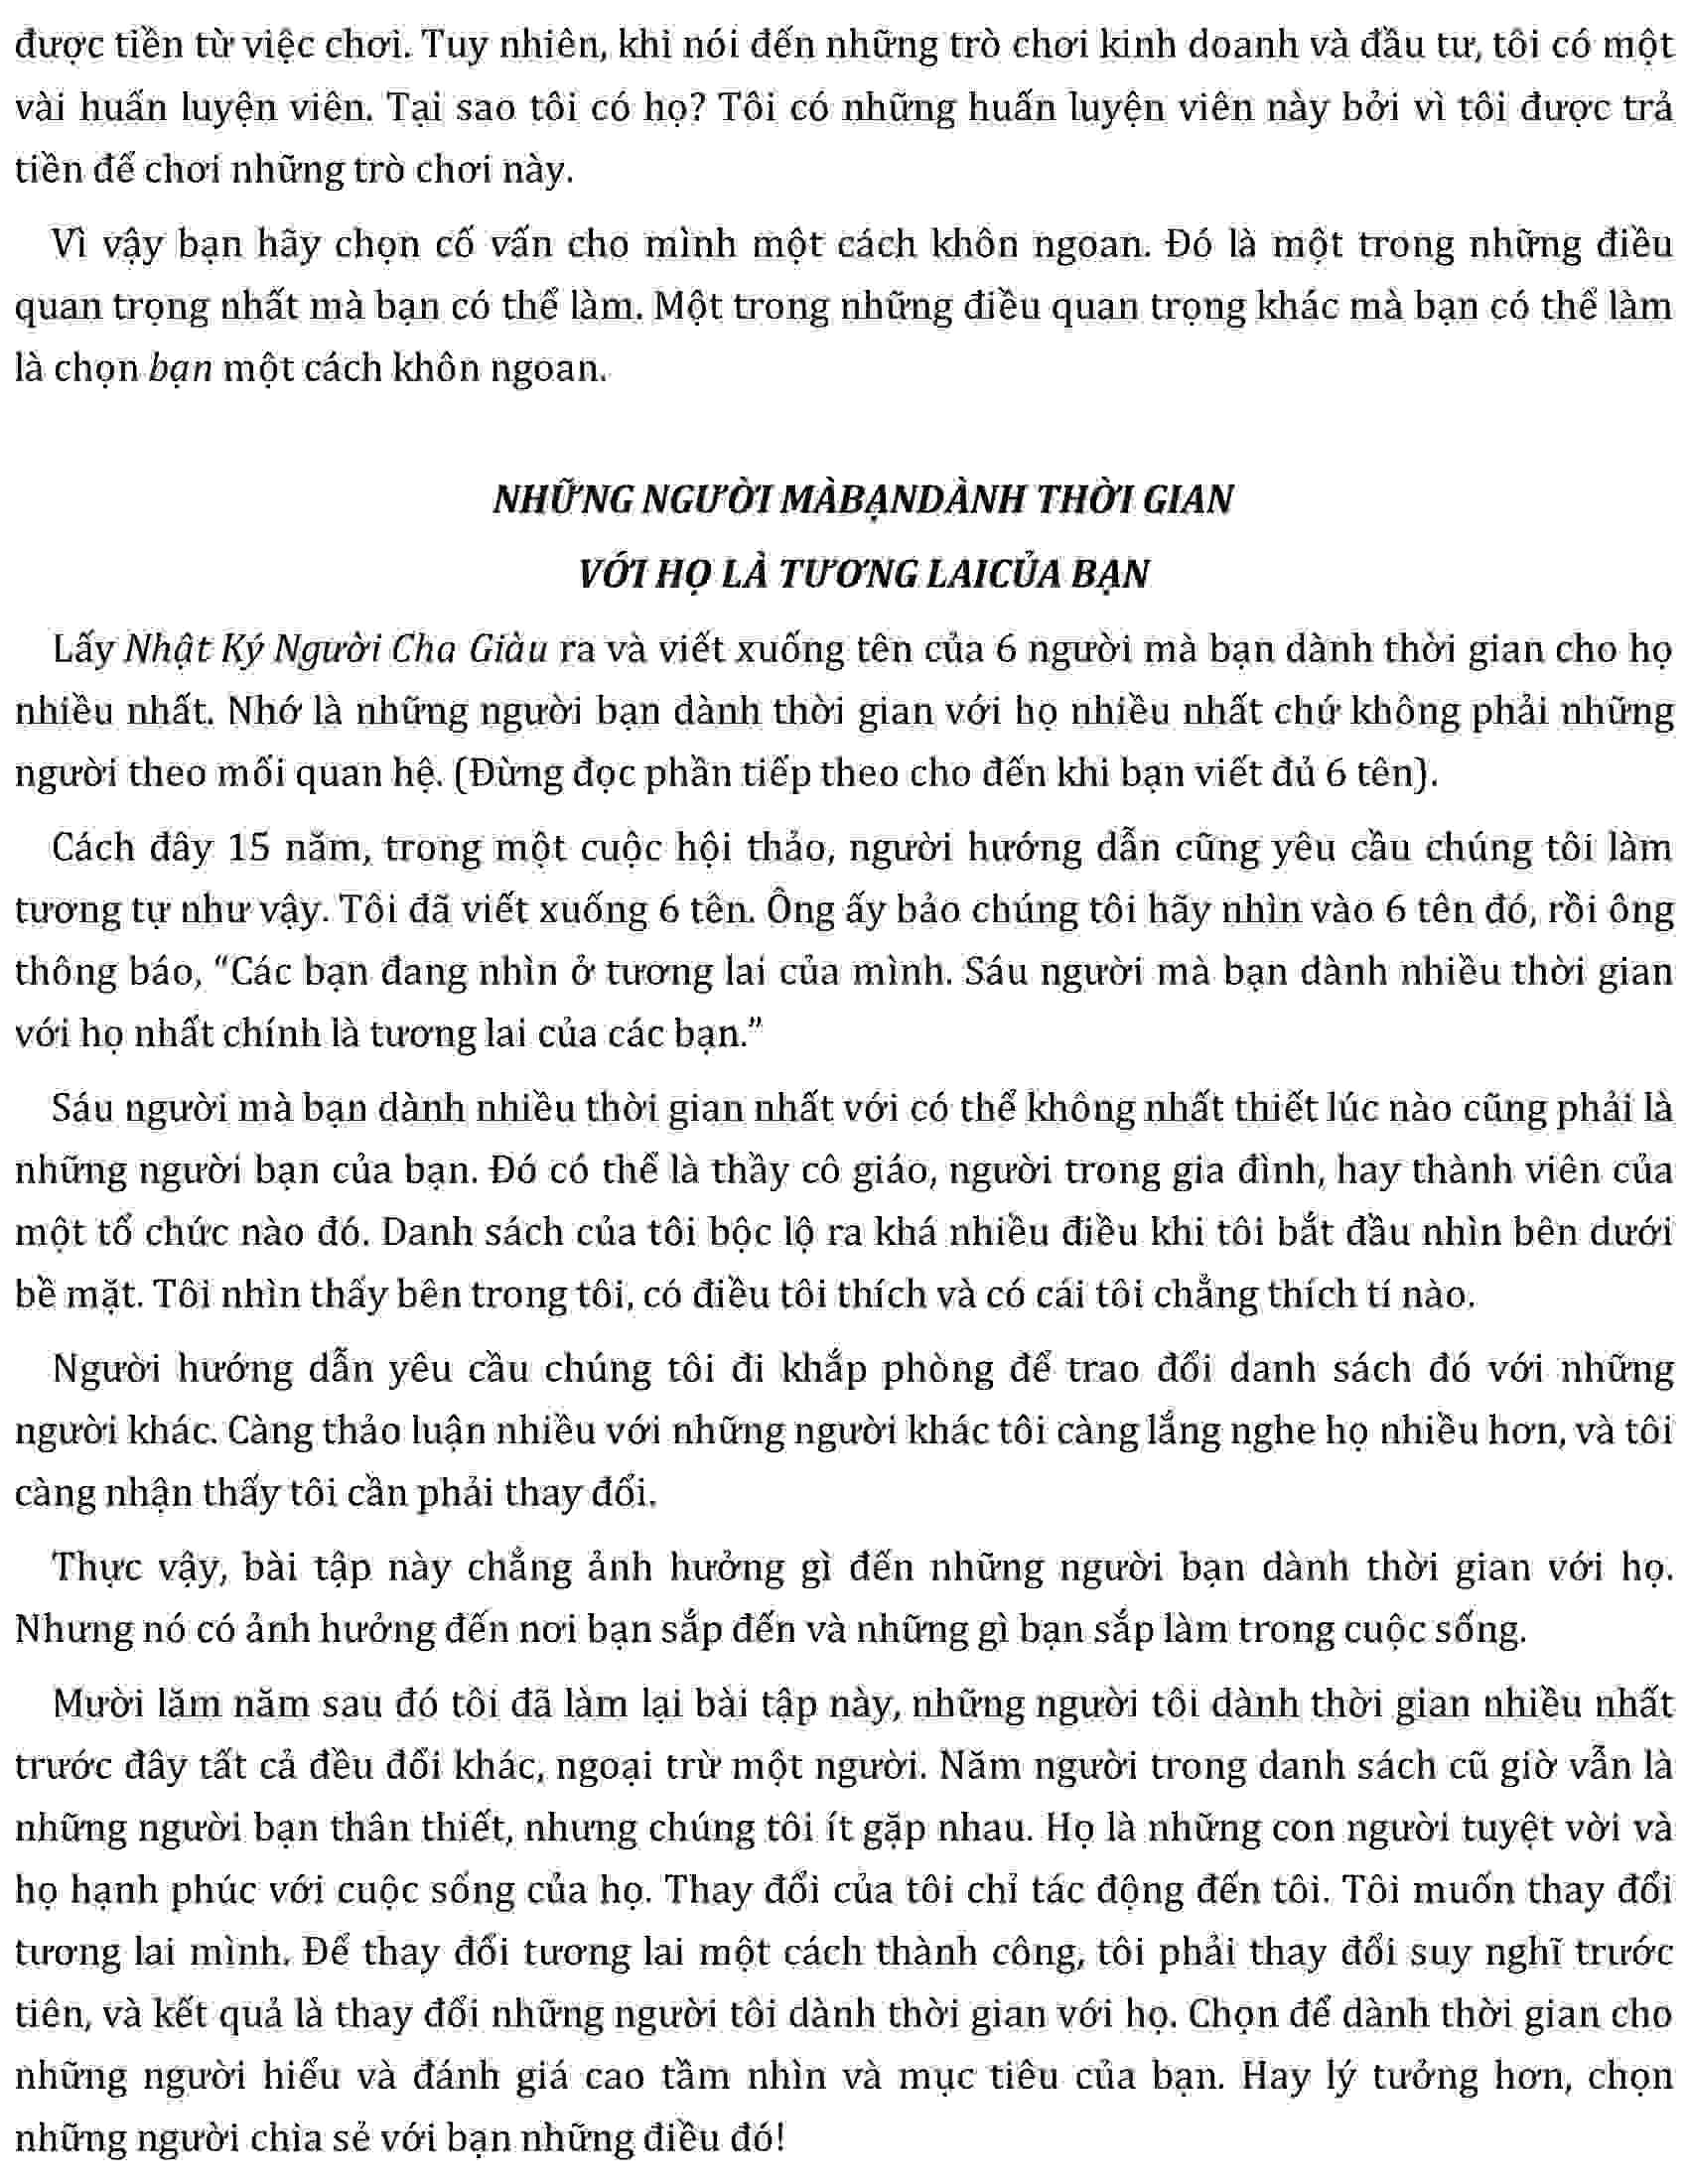 được tiền từ việc chơi. Tuy nhiên, khi nói đến những trò chơi kinh doanh và đầu tư, tôi có một
vài huấn luyện viên. Tại sao tôi có họ? Tôi có những huấn luyện viên này bởi vì tôi được trả
tiền để chơi những trò chơi này.
Vì vậy bạn hãy chọn cố vấn cho mình một cách khôn ngoan. Đó là một trong những điều
quan trọng nhất mà bạn có thể làm. Một trong những điều quan trọng khác mà bạn có thể làm
là chọn bạn một cách khôn ngoan.
NHỮNG NGƯỜI MÀBẠNDÀNH THỜI GIAN
VỚI HỌ LÀ TƯƠNG LAICỦA BẠN
Lấy Nhật Ký Người Cha Giàu ra và viết xuống tên của 6 người mà bạn dành thời gian cho họ
nhiều nhất. Nhớ là những người bạn dành thời gian với họ nhiều nhất chứ không phải những
người theo mối quan hệ. (Đừng đọc phần tiếp theo cho đến khi bạn viết đủ 6 tên).
Cách đây 15 năm, trong một cuộc hội thảo, người hướng dẫn cũng yêu cầu chúng tôi làm
tương tự như vậy. Tôi đã viết xuống 6 tên. Ông ấy bảo chúng tôi hãy nhìn vào 6 tên đó, rồi ông
thông báo, “Các bạn đang nhìn ở tương lai của mình. Sáu người mà bạn dành nhiều thời gian
với họ nhất chính là tương lai của các bạn.”
Sáu người mà bạn dành nhiều thời gian nhất với có thể không nhất thiết lúc nào cũng phải là
những người bạn của bạn. Đó có thể là thầy cô giáo, người trong gia đình, hay thành viên của
một tổ chức nào đó. Danh sách của tôi bộc lộ ra khá nhiều điều khi tôi bắt đầu nhìn bên dưới
bề mặt. Tôi nhìn thấy bên trong tôi, có điều tôi thích và có cái tôi chẳng thích tí nào.
Người hướng dẫn yêu cầu chúng tôi đi khắp phòng để trao đổi danh sách đó với những
người khác. Càng thảo luận nhiều với những người khác tôi càng lắng nghe họ nhiều hơn, và tôi
càng nhận thấy tôi cần phải thay đổi.
Thực vậy, bài tập này chẳng ảnh hưởng gì đến những người bạn dành thời gian với họ.
Nhưng nó có ảnh hưởng đến nơi bạn sắp đến và những gì bạn sắp làm trong cuộc sống.
Mười lăm năm sau đó tôi đã làm lại bài tập này, những người tôi dành thời gian nhiều nhất
trước đây tất cả đều đổi khác, ngoại trừ một người. Năm người trong danh sách cũ giờ vẫn là
những người bạn thân thiết, nhưng chúng tôi ít gặp nhau. Họ là những con người tuyệt vời và
họ hạnh phúc với cuộc sống của họ. Thay đổi của tôi chỉ tác động đến tôi. Tôi muốn thay đổi
tương lai mình. Để thay đổi tương lai một cách thành công, tôi phải thay đổi suy nghĩ trước
tiên, và kết quả là thay đổi những người tôi dành thời gian với họ. Chọn để dành thời gian cho
những người hiểu và đánh giá cao tầm nhìn và mục tiêu của bạn. Hay lý tưởng hơn, chọn
những người chia sẻ với bạn những điều đó!